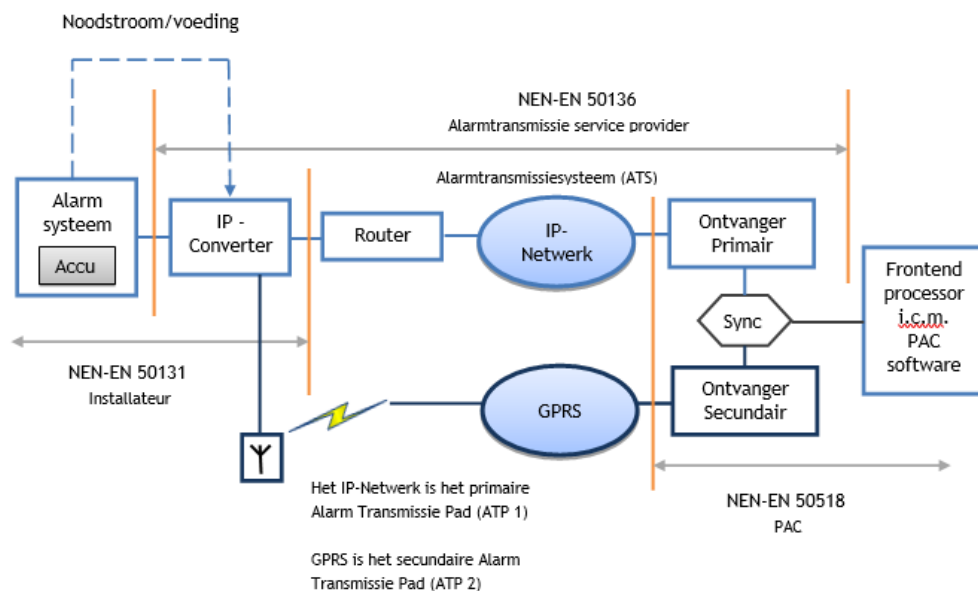 Noodstroom/voeding
NEN-EN 50136
Alarmtransmissie service provider
Alarmtransmissiesysteem (ATS)
Alarm
systeem
Accu
IP -
Converter
Router
IP-
Netwerk
Ontvanger
Primair
Sync
Frontend
processor
i.c.m.
PAC
software
NEN-EN 50131
Installateur
GPRS
Ontvanger
Secundair
NEN-EN 50518
PAC
Het IP-Netwerk is het primaire
Alarm Transmissie Pad (ATP 1)
GPRS is het secundaire Alarm
Transmissie Pad (ATP 2)